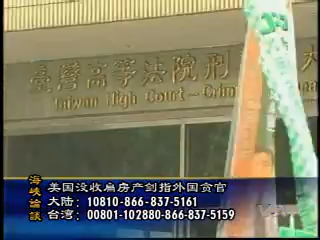 臺灣高等法院刑
Taiwan High Court—Crim
海峡論談
美国没收扁房产剑指外国贪官
大陆：10810-866-837-5161
台湾：00801-102880-866-837-5159